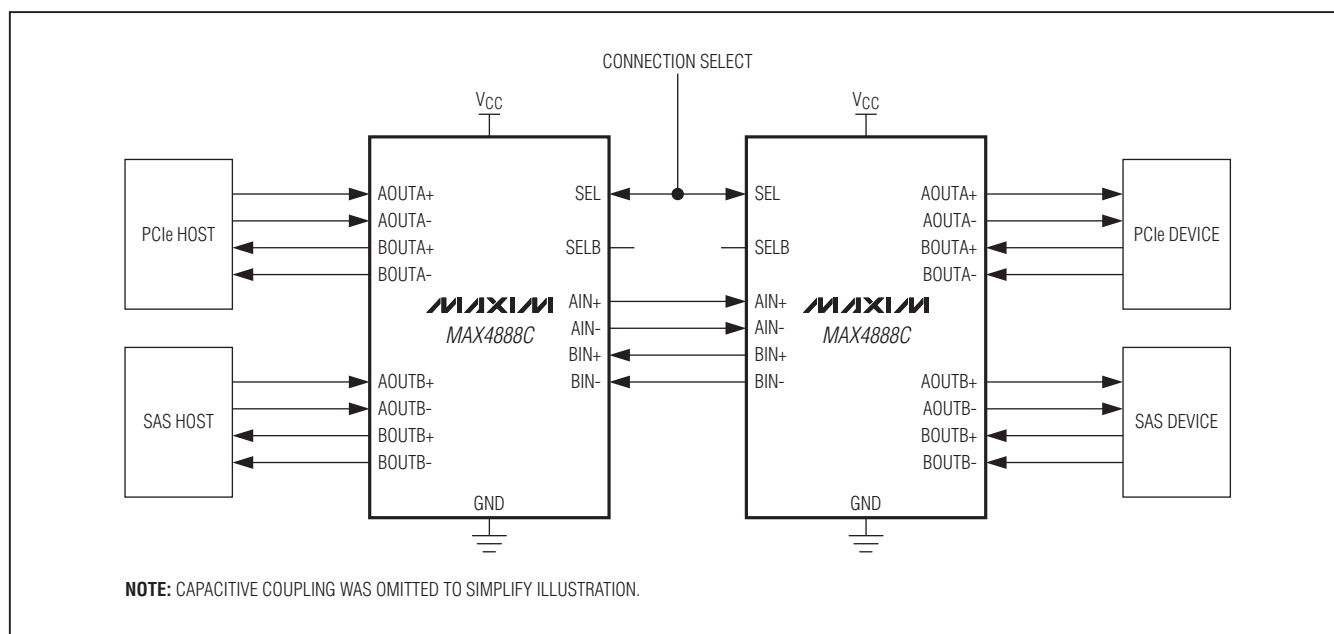 CONNECTION SELECT
VCC
VCC
PCIe HOST
AOUTA+
AOUTA-
BOUTA+
BOUTA-
SEL
SELB
MAXIM
MAX4888C
AIN+
AIN-
BIN+
BIN-
SAS HOST
AOUTB+
AOUTB-
BOUTB+
BOUTB-
GND
SEL
SELB
AIN+
AIN-
BIN+
BIN-
MAXIM
MAX4888C
AOUTA+
AOUTA-
BOUTA+
BOUTA-
PCIe DEVICE
AOUTB+
AOUTB-
BOUTB+
BOUTB-
SAS DEVICE
GND
NOTE: CAPACITIVE COUPLING WAS OMITTED TO SIMPLIFY ILLUSTRATION.